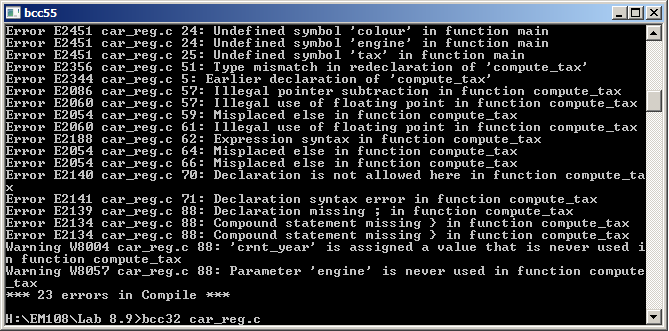 bcc55
Error E2451 car_reg.c 24: Undefined symbol 'colour' in function main
Error E2451 car_reg.c 24: Undefined symbol 'engine' in function main
Error E2451 car_reg.c 25: Undefined symbol 'tax' in function main
Error E2356 car_reg.c 51: Type mismatch in redeclaration of 'compute_tax'
Error E2344 car_reg.c 5: Earlier declaration of 'compute_tax'
Error E2086 car_reg.c 57: Illegal pointer subtraction in function compute_tax
Error E2060 car_reg.c 57: Illegal use of floating point in function compute_tax
Error E2054 car_reg.c 59: Misplaced else in function compute_tax
Error E2060 car_reg.c 61: Illegal use of floating point in function compute_tax
Error E2188 car_reg.c 62: Expression syntax in function compute_tax
Error E2054 car_reg.c 64: Misplaced else in function compute_tax
Error E2054 car_reg.c 66: Misplaced else in function compute_tax
Error E2140 car_reg.c 70: Declaration is not allowed here in function compute_ta
x
Error E2141 car_reg.c 71: Declaration syntax error in function compute_tax
Error E2139 car_reg.c 88: Declaration missing ; in function compute_tax
Error E2134 car_reg.c 88: Compound statement missing } in function compute_tax
Error E2134 car_reg.c 88: Compound statement missing } in function compute_tax
Warning W8004 car_reg.c 88: 'crnt_year' is assigned a value that is never used i
n function compute_tax
Warning W8057 car_reg.c 88: Parameter 'engine' is never used in function compute
_tax
*** 23 errors in Compile ***
H:\EM108\Lab 8.9>bcc32 car_reg.c